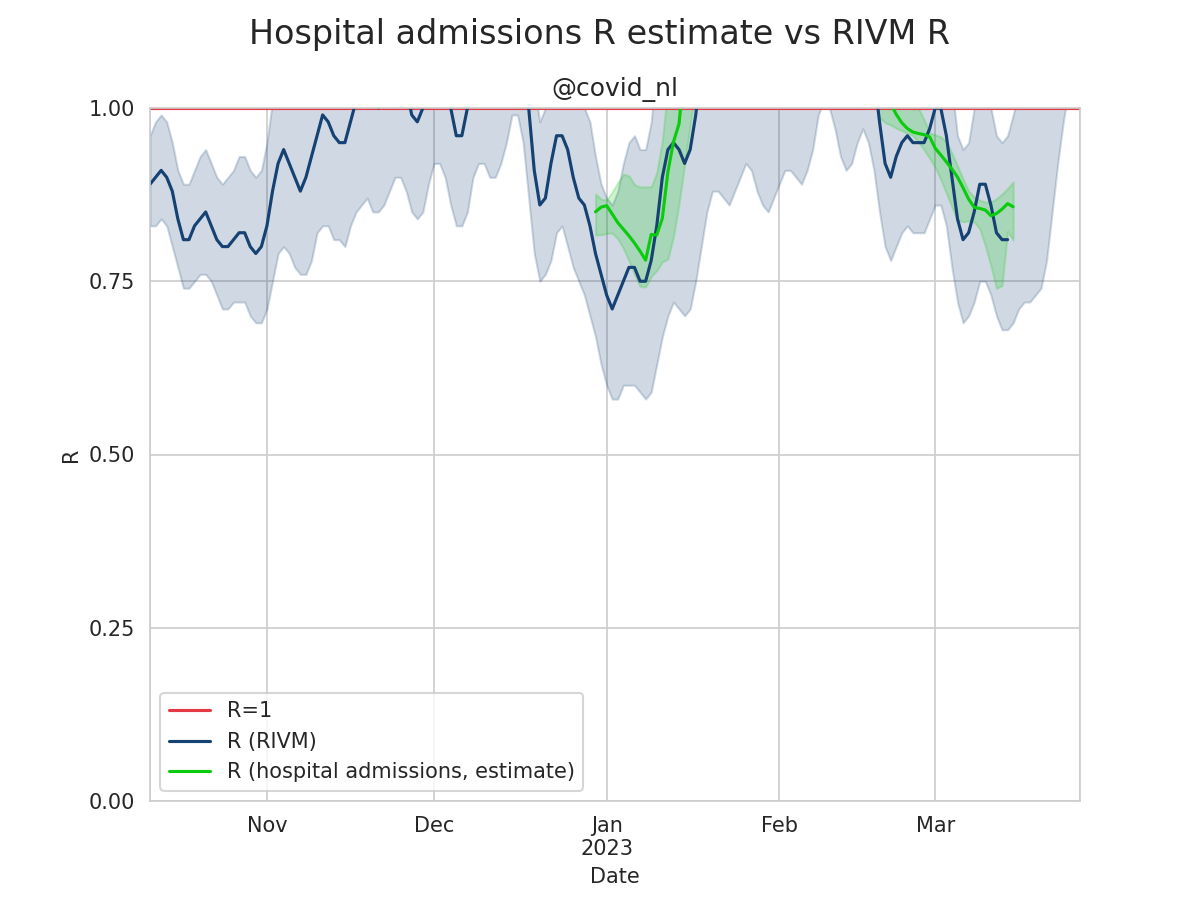 Hospital admissions R estimate vs RIVM R
@covid_nl
1.00
0.75
0.50
0.25
0.00
R
R=1
R (RIVM)
R (hospital admissions, estimate)
Nov Dec Jan Feb Mar
2023
Date